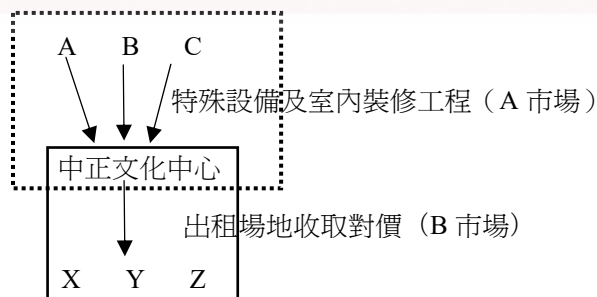 A B C
特殊設備及室內裝修工程（A 市場）
中正文化中心
出租場地收取對價（B 市場）
X Y Z